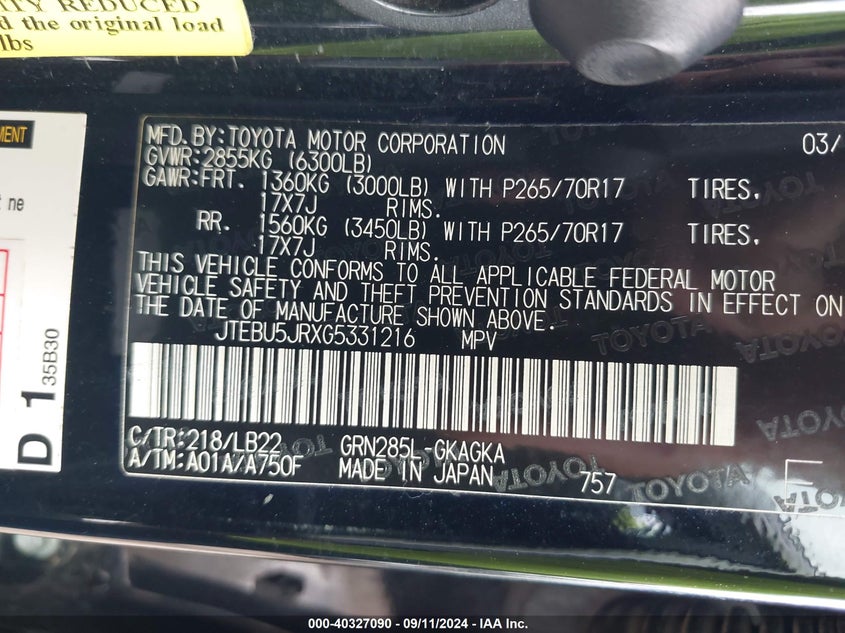 ITY REDUCED
d the original load
lbs
MENT
t ne
D 1
35B30
MFD.BY:TOYOTA MOTOR CORPORATION 03/
GVWR:2855KG (6300LB)
GAWR:FRT. 1360KG (3000LB) WITH P265/70R17 TIRES.
17X7J RIMS.
RR. 1560KG (3450LB) WITH P265/70R17 TIRES.
17X7J RIMS.
THIS VEHICLE CONFORMS TO ALL APPLICABLE FEDERAL MOTOR
VEHICLE SAFETY AND THEFT PREVENTION STANDARDS IN EFFECT ON
THE DATE OF MANUFACTURE SHOWN ABOVE.
JTEBU5JRXG5331216 MPV
C/TR:218/LB22 GRN285L-GKAGKA
A/TM:A01A/A750F MADE IN JAPAN 757
TOYOTA
000-40327090 - 09/11/2024 - IAA Inc.